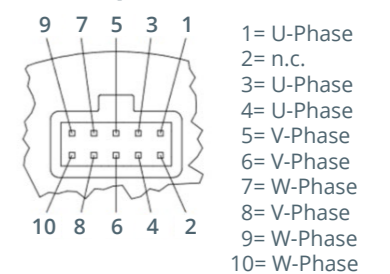 9 7 5 3 1
10 8 6 4 2
1= U-Phase
2= n.c.
3= U-Phase
4= U-Phase
5= V-Phase
6= V-Phase
7= W-Phase
8= V-Phase
9= W-Phase
10= W-Phase